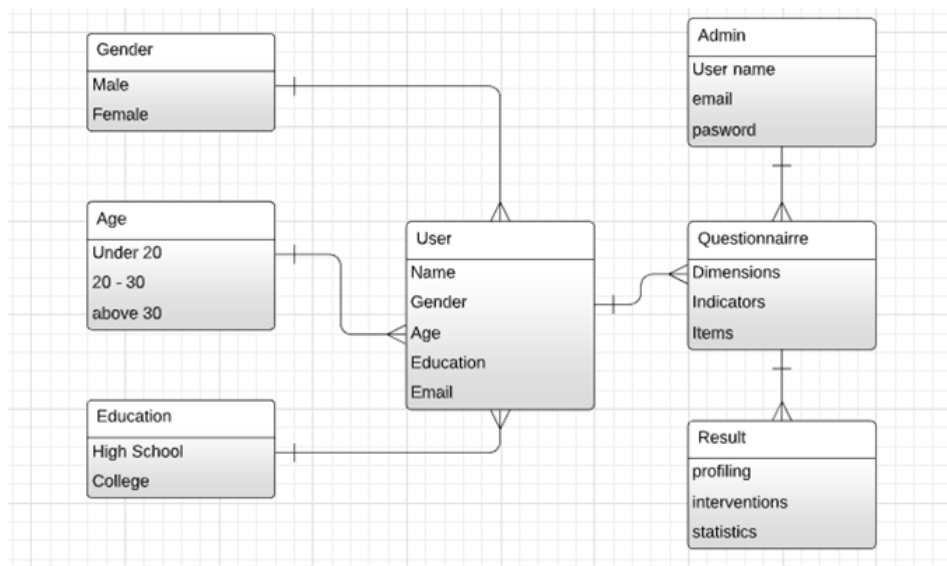 Gender
Male
Female
Age
Under 20
20 - 30
above 30
Education
High School
College
User
Name
Gender
Age
Education
Email
Admin
User name
email
pasword
Questionnairre
Dimensions
Indicators
Items
Result
profiling
interventions
statistics